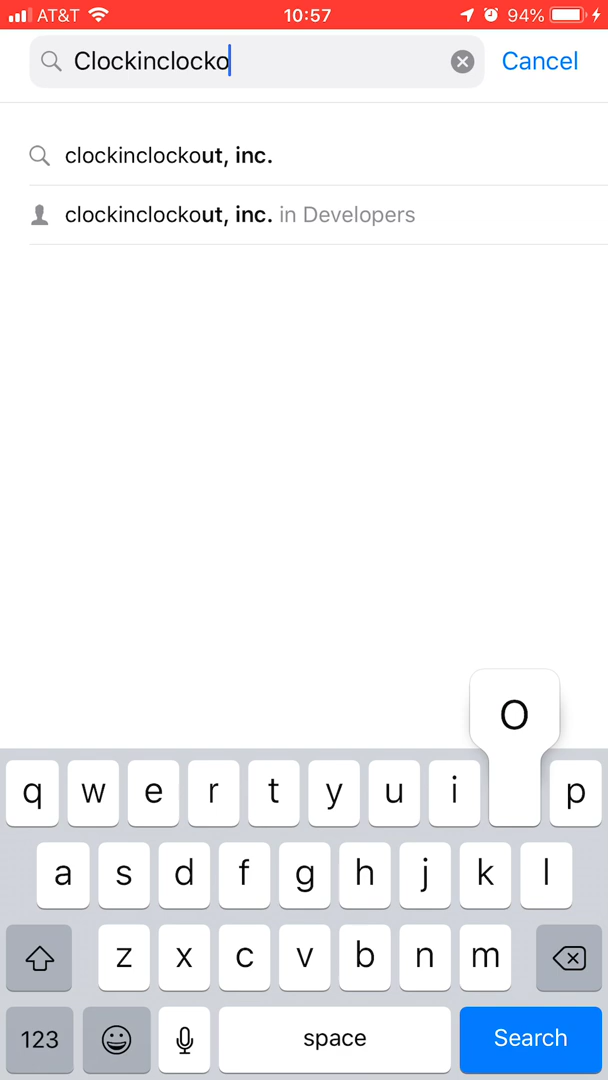 AT&T 10:57 94%
Clockinclocko Cancel
clockinclockout, inc.
clockinclockout, inc. in Developers
O
q w e r t y u i p
a s d f g h j k l
z x c v b n m
123 space Search